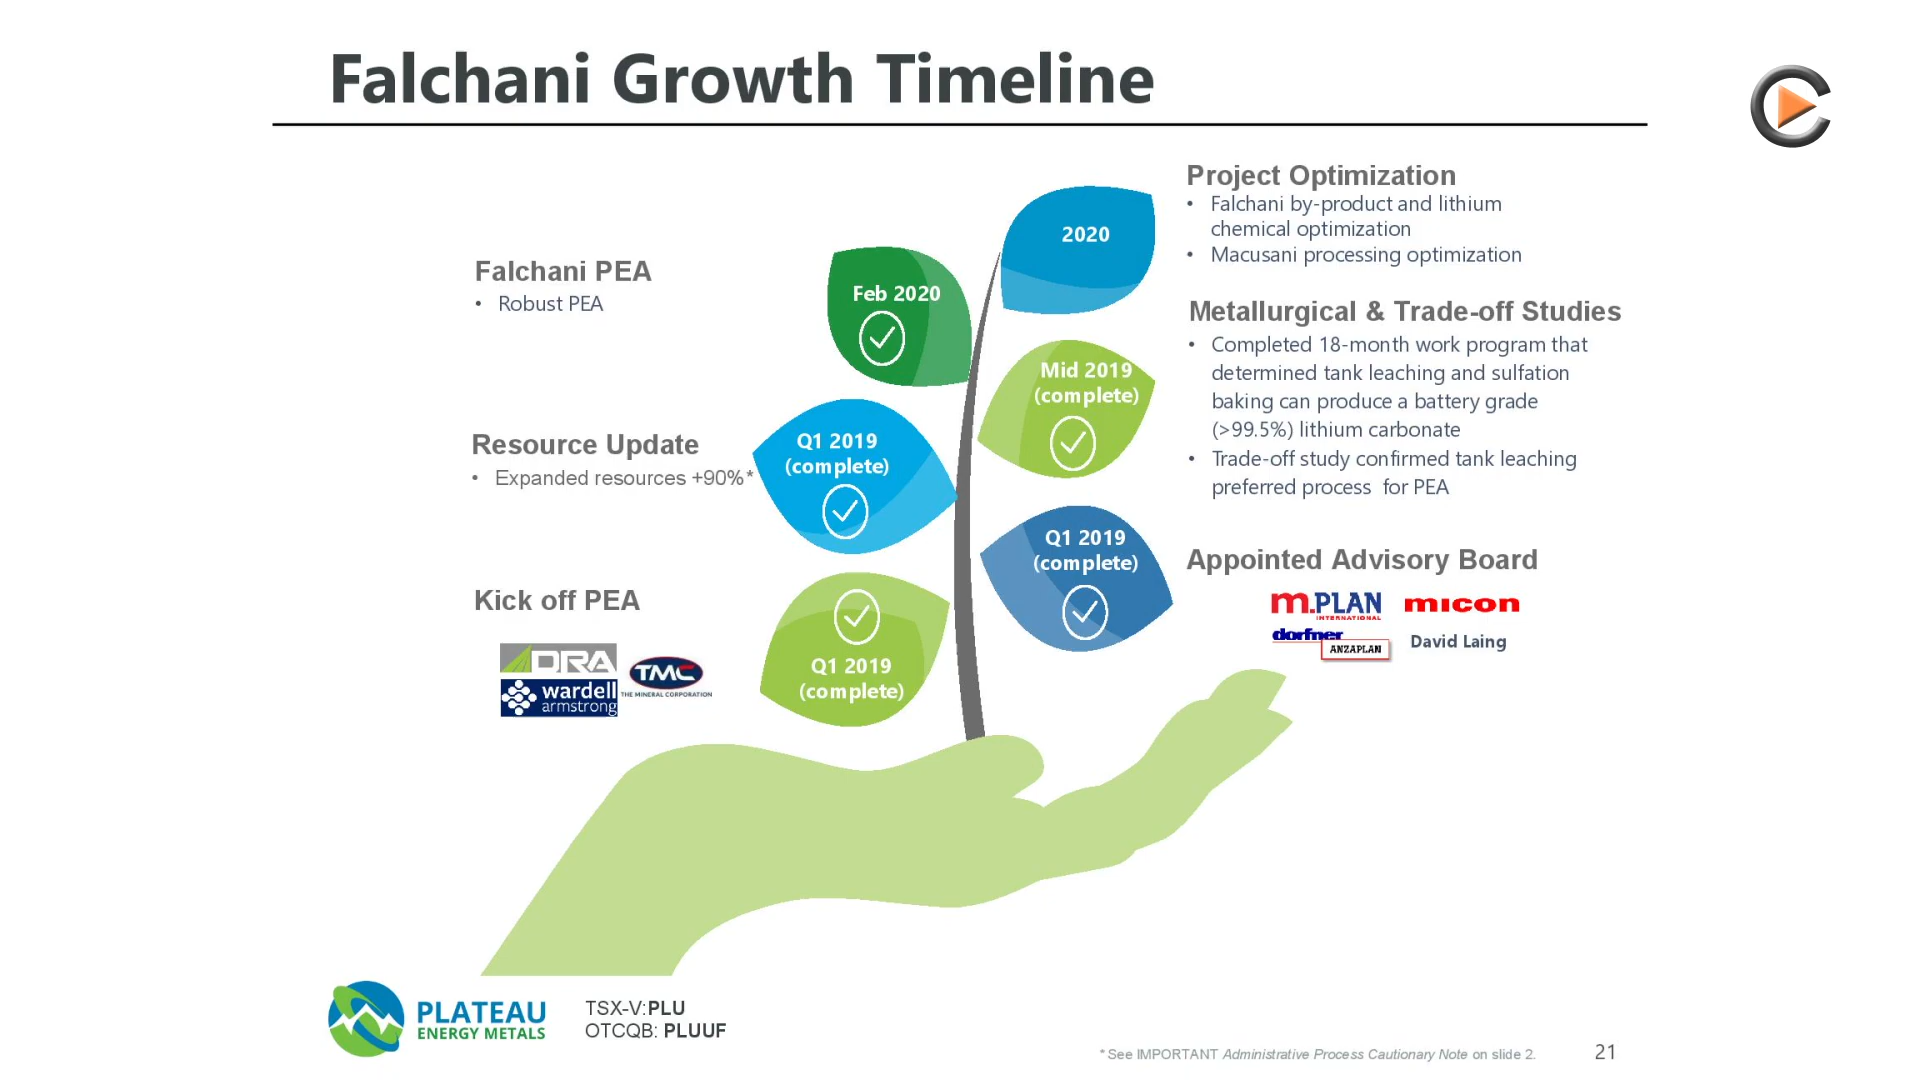 Falchani Growth Timeline
Falchani PEA
• Robust PEA
Feb 2020
Resource Update
• Expanded resources +90%*
Q1 2019
(complete)
Kick off PEA
DRA
wardell
armstrong
TMC
THE MINERAL CORPORATION
Q1 2019
(complete)
2020
Project Optimization
• Falchani by-product and lithium
chemical optimization
• Macusani processing optimization
Mid 2019
(complete)
Metallurgical & Trade-off Studies
• Completed 18-month work program that
determined tank leaching and sulfation
baking can produce a battery grade
(>99.5%) lithium carbonate
• Trade-off study confirmed tank leaching
preferred process for PEA
Q1 2019
(complete)
Appointed Advisory Board
m.PLAN
INTERNATIONAL
micon
dorfner
ANZAPLAN
David Laing
PLATEAU
ENERGY METALS
TSX-V:PLU
OTCQB: PLUUF
*See IMPORTANT Administrative Process Cautionary Note on slide 2.
21